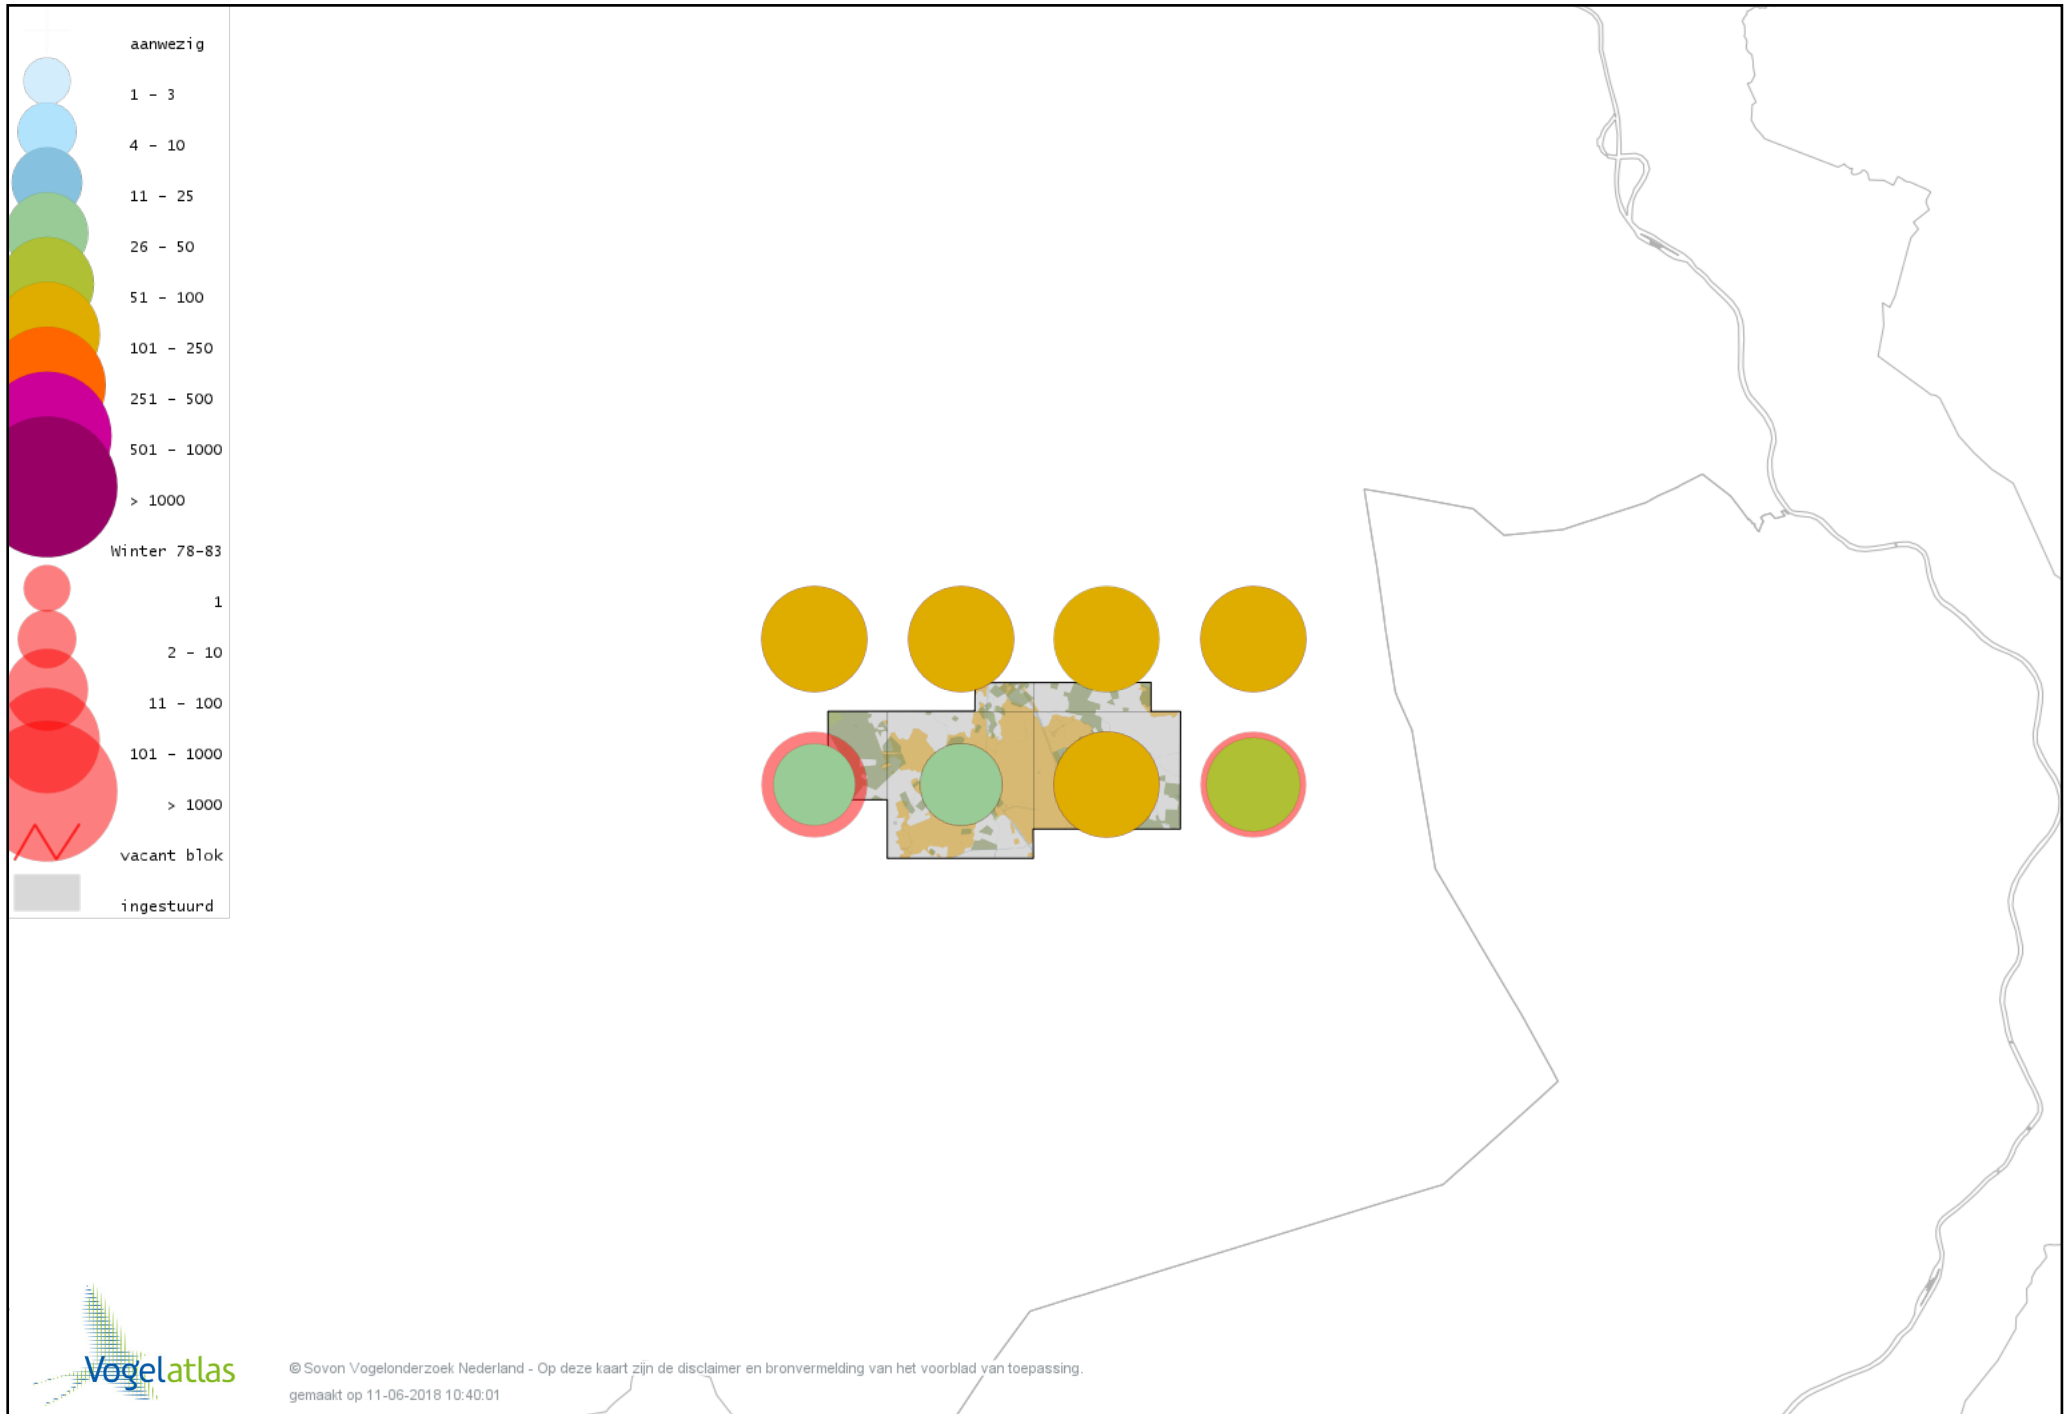 aanwezig
1 - 3
4 - 10
11 - 25
26 - 50
51 - 100
101 - 250
251 - 500
501 - 1000
> 1000
Winter 78-83
1
2 - 10
11 - 100
101 - 1000
> 1000
vacant blok
ingestuurd
Vogelatlas
© Sovon Vogelonderzoek Nederland - Op deze kaart zijn de disclaimer en bronvermelding van het voorblad van toepassing.
gemaakt op 11-06-2018 10:40:01